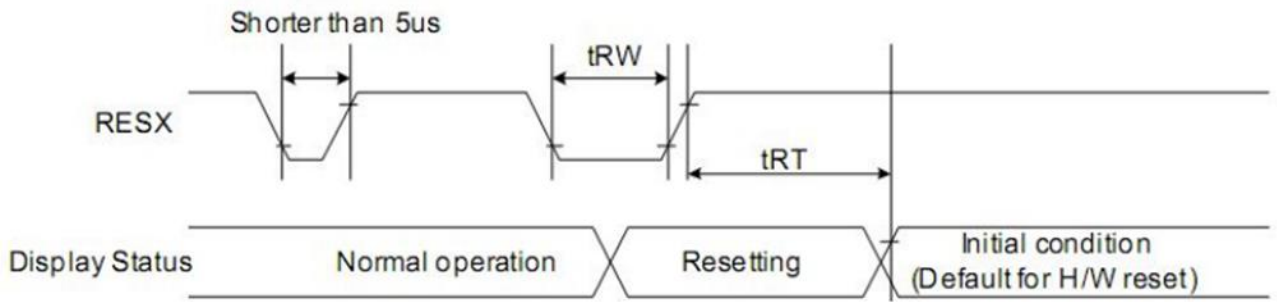 Shorter than 5us
tRW
RESX
tRT
Display Status
Normal operation
Resetting
Initial condition
(Default for H/W reset)